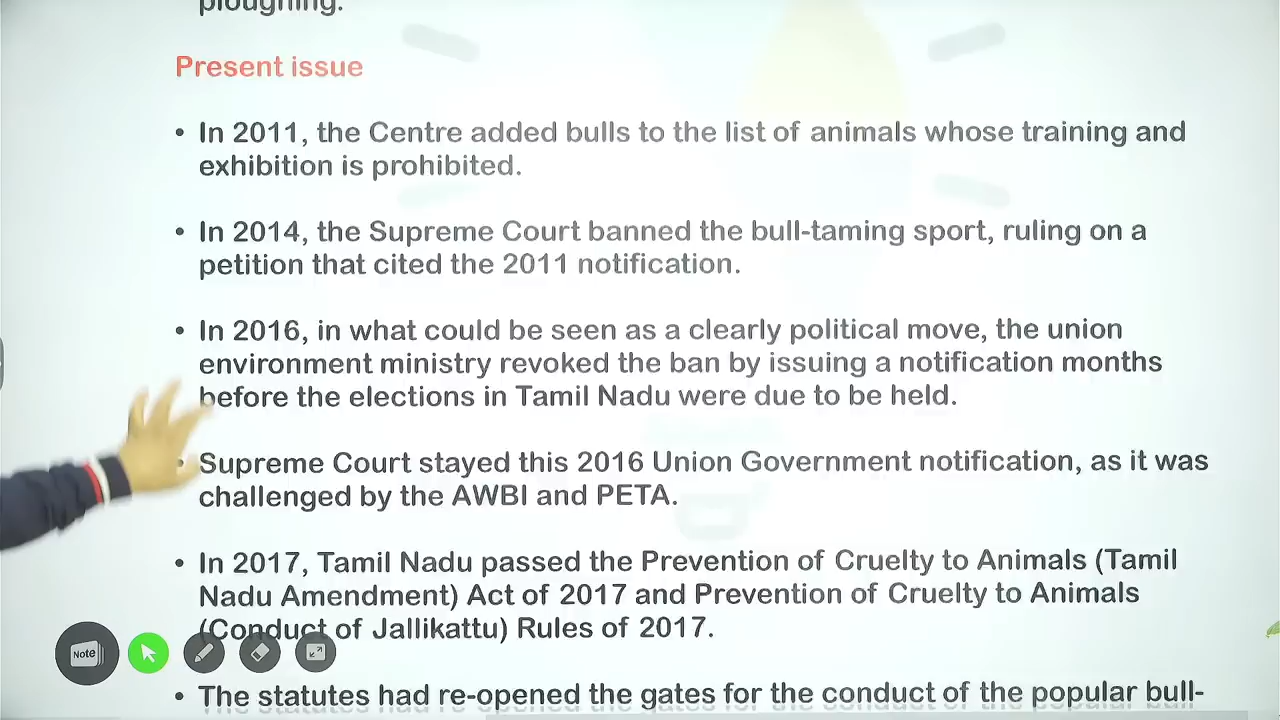 ploughing.
Present issue
• In 2011, the Centre added bulls to the list of animals whose training and
exhibition is prohibited.
• In 2014, the Supreme Court banned the bull-taming sport, ruling on a
petition that cited the 2011 notification.
• In 2016, in what could be seen as a clearly political move, the union
environment ministry revoked the ban by issuing a notification months
before the elections in Tamil Nadu were due to be held.
• Supreme Court stayed this 2016 Union Government notification, as it was
challenged by the AWBI and PETA.
• In 2017, Tamil Nadu passed the Prevention of Cruelty to Animals (Tamil
Nadu Amendment) Act of 2017 and Prevention of Cruelty to Animals
(Conduct of Jallikattu) Rules of 2017.
Note
• The statutes had re-opened the gates for the conduct of the popular bull-